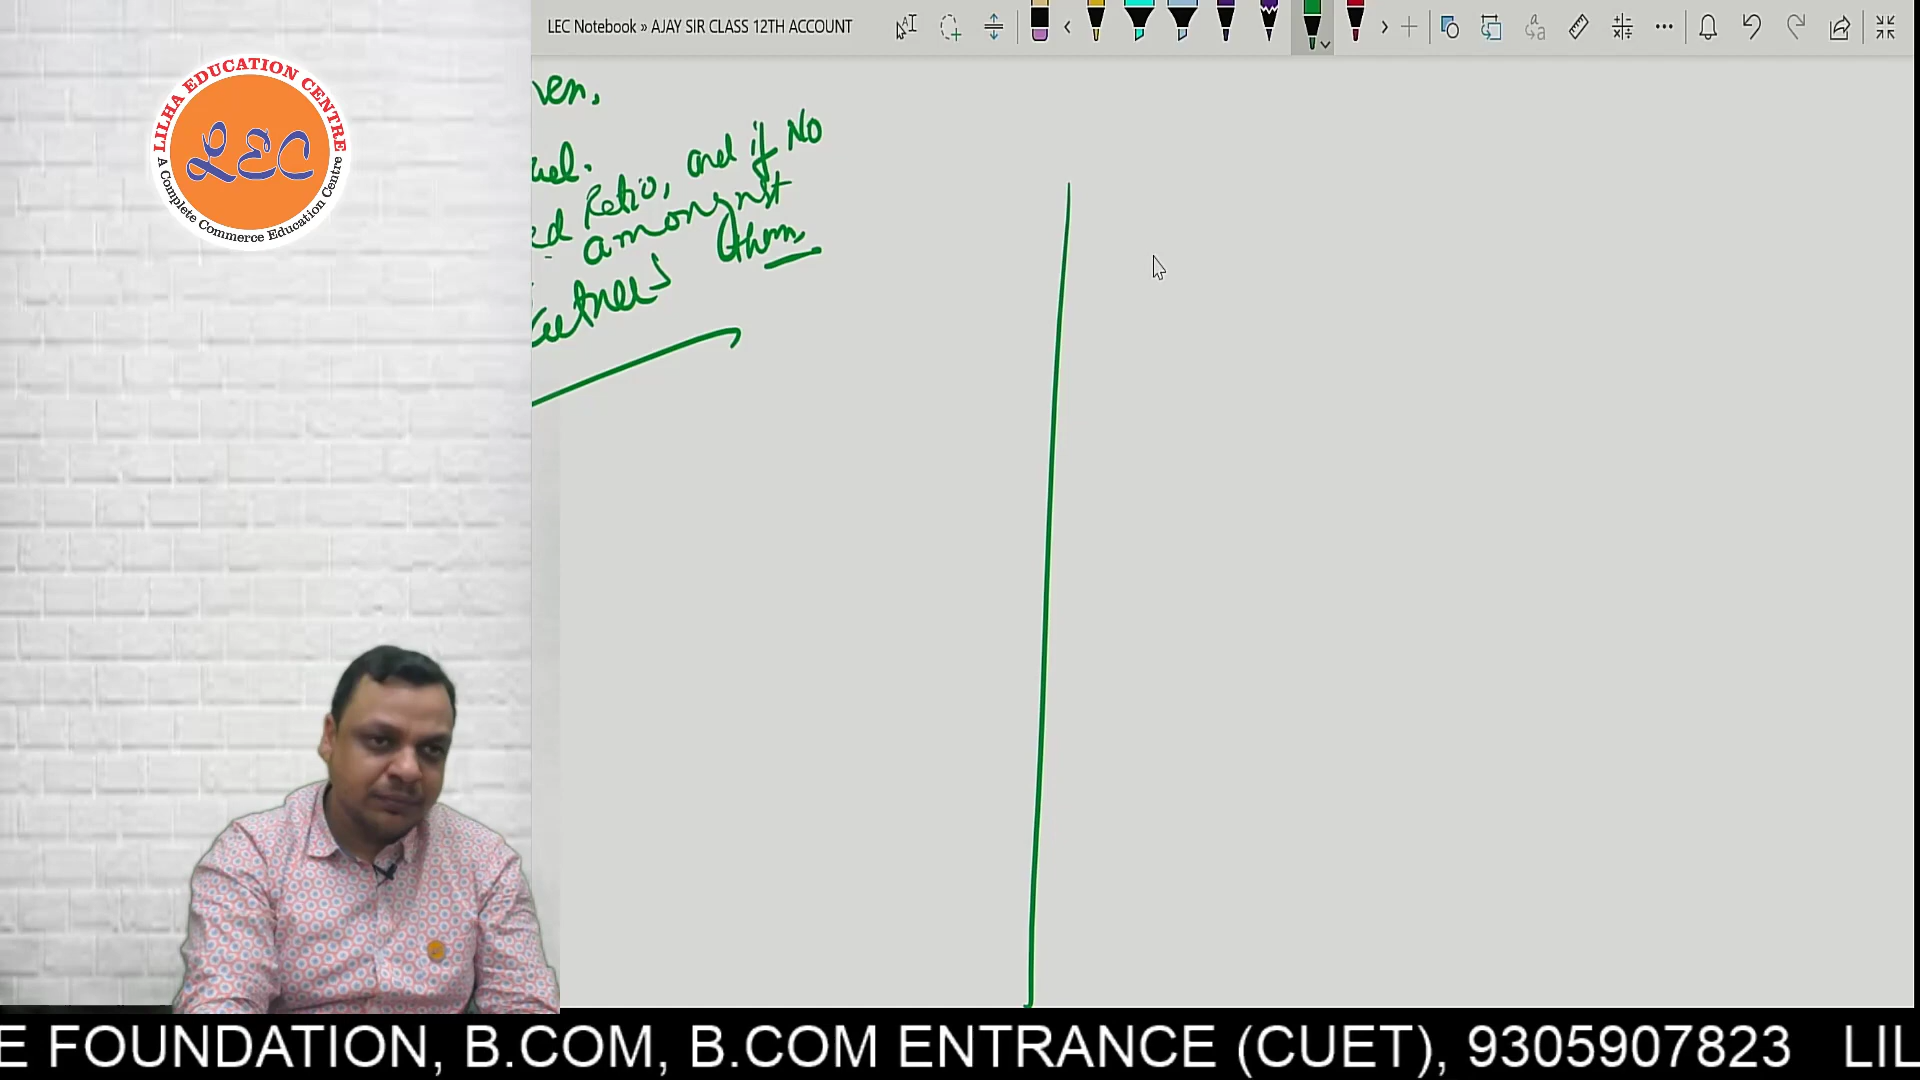 LEC Notebook » AJAY SIR CLASS 12TH ACCOUNT
LILHA EDUCATION CENTRE
LEC
A Complete Commerce Education Centre
ven.
Ratio, and if No
amongnst
them
E FOUNDATION, B.COM, B.COM ENTRANCE (CUET), 9305907823 LIL